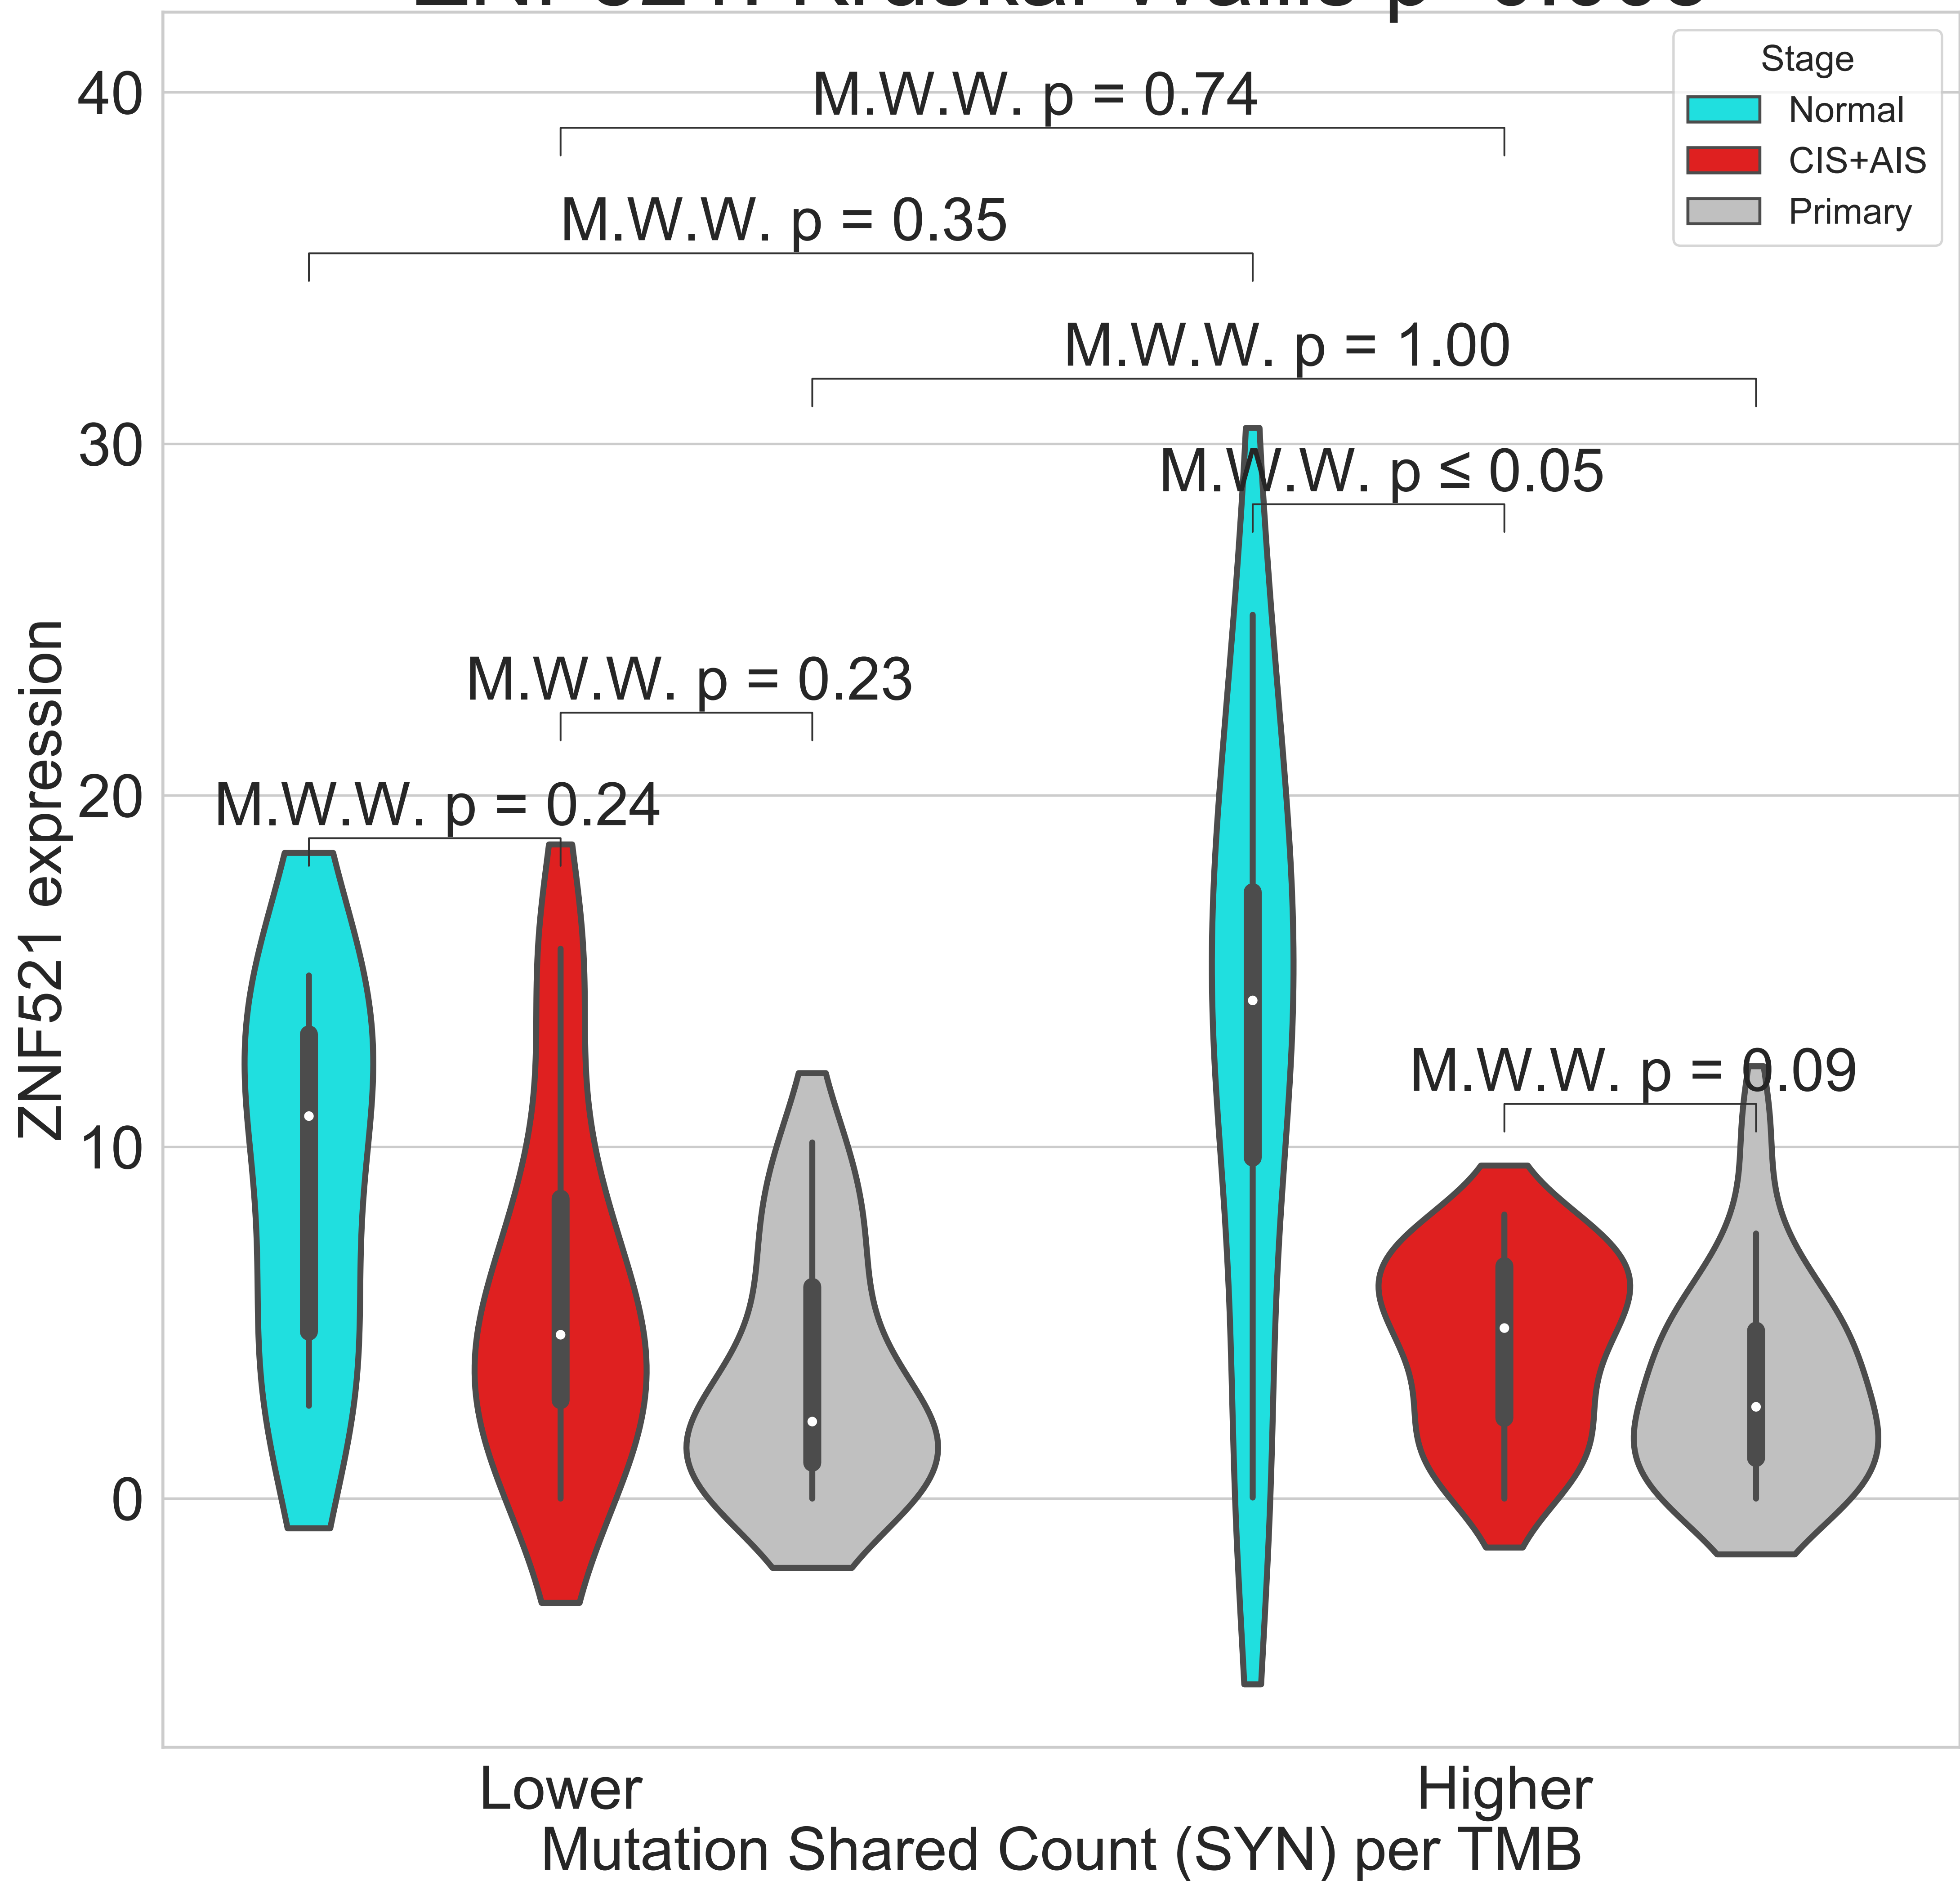 40
30
20
10
0
ZNF521 expression
M.W.W. p = 0.74
M.W.W. p = 0.35
M.W.W. p = 1.00
M.W.W. p ≤ 0.05
M.W.W. p = 0.23
M.W.W. p = 0.24
M.W.W. p = 0.09
Stage
Normal
CIS+AIS
Primary
Lower
Higher
Mutation Shared Count (SYN) per TMB